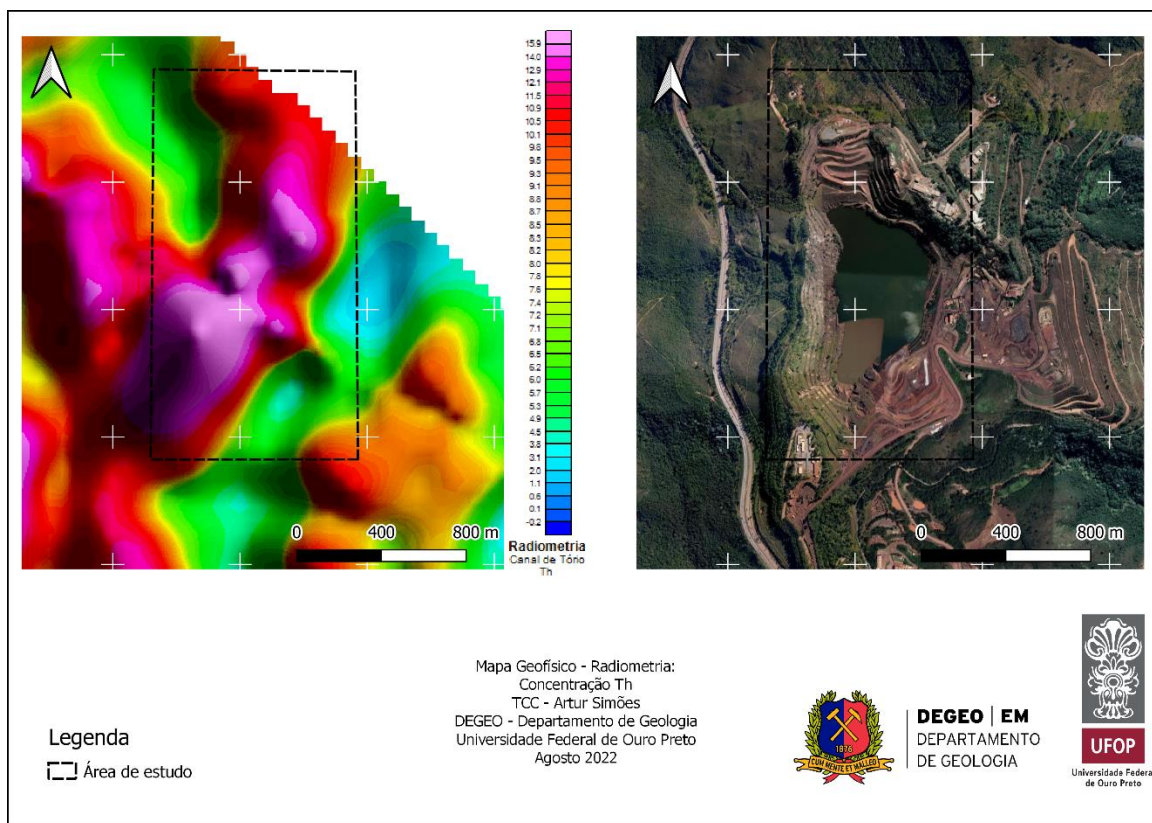 15.9
14.0
12.9
12.1
11.5
10.9
10.5
10.1
9.8
9.5
9.3
9.1
8.8
8.7
8.5
8.3
8.2
8.0
7.8
7.6
7.4
7.2
7.1
6.8
6.5
6.2
6.0
5.7
5.3
4.9
4.5
3.8
3.1
2.0
1.1
0.6
0.1
-0.2
Radiometria
Canal de Tório
Th
0 400 800 m
0 400 800 m
Legenda
Área de estudo
Mapa Geofísico - Radiometria:
Concentração Th
TCC - Artur Simões
DEGEO - Departamento de Geologia
Universidade Federal de Ouro Preto
Agosto 2022
1876
CUM MENTE ET MALLEO
DEGEO | EM
DEPARTAMENTO
DE GEOLOGIA
UFOP
Universidade Federa
de Ouro Preto